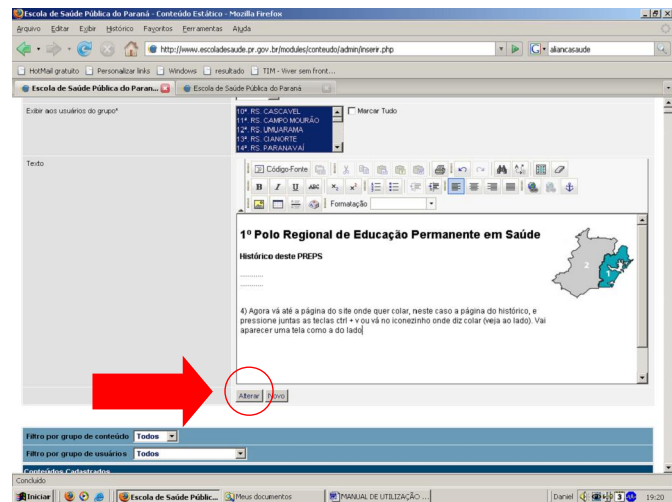 Escola de Saúde Pública do Paraná - Conteúdo Estático - Mozilla Firefox
Arquivo Editar Exibir Histórico Favoritos Ferramentas Ajuda
http://www.escoladesaude.pr.gov.br/modules/conteudo/admin/inserir.php
G aliancasaude
HotMail gratuito Personalizar links Windows resultado TIM - Viver sem front...
Escola de Saúde Pública do Paran... Escola de Saúde Pública do Paraná
Exibir aos usuários do grupo*
10ª. RS. CASCAVEL
11ª. RS. CAMPO MOURÃO
12ª. RS. UMUARAMA
13ª. RS. CIANORTE
14ª. RS. PARANAVAÍ
Marcar Tudo
Texto
Código-Fonte
B I U ABC x₂ x²
Formatação
1º Polo Regional de Educação Permanente em Saúde
Histórico deste PREPS
............
............
2 1
4) Agora vá até a página do site onde quer colar, neste caso a página do histórico, e
pressione juntas as teclas ctrl + v ou vá no iconezinho onde diz colar (veja ao lado). Vai
aparecer uma tela como a do lado
Alterar Novo
Filtro por grupo de conteúdo Todos
Filtro por grupo de usuários Todos
Conteúdos Cadastrados
Concluído
Iniciar Escola de Saúde Públic... Meus documentos MANUAL DE UTILIZAÇÃO ... Daniel 19:20